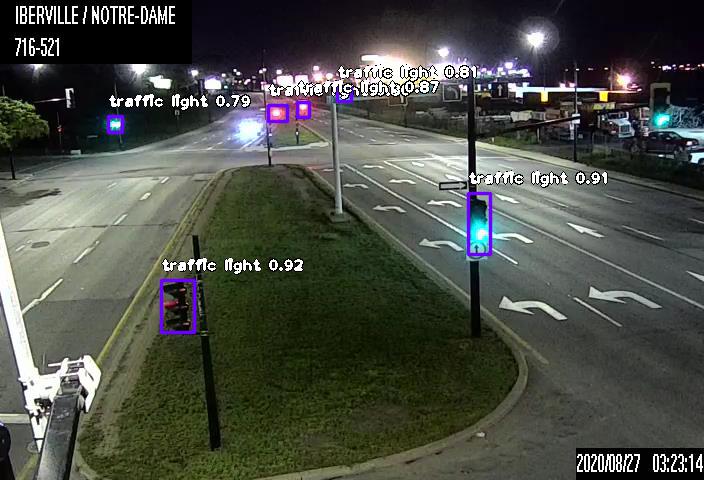 IBERVILLE / NOTRE-DAME
716-521
traffic light 0.81
traffic light 0.87
traffic light 0.79
traffic light 0.91
traffic light 0.92
2020/08/27 03:23:14